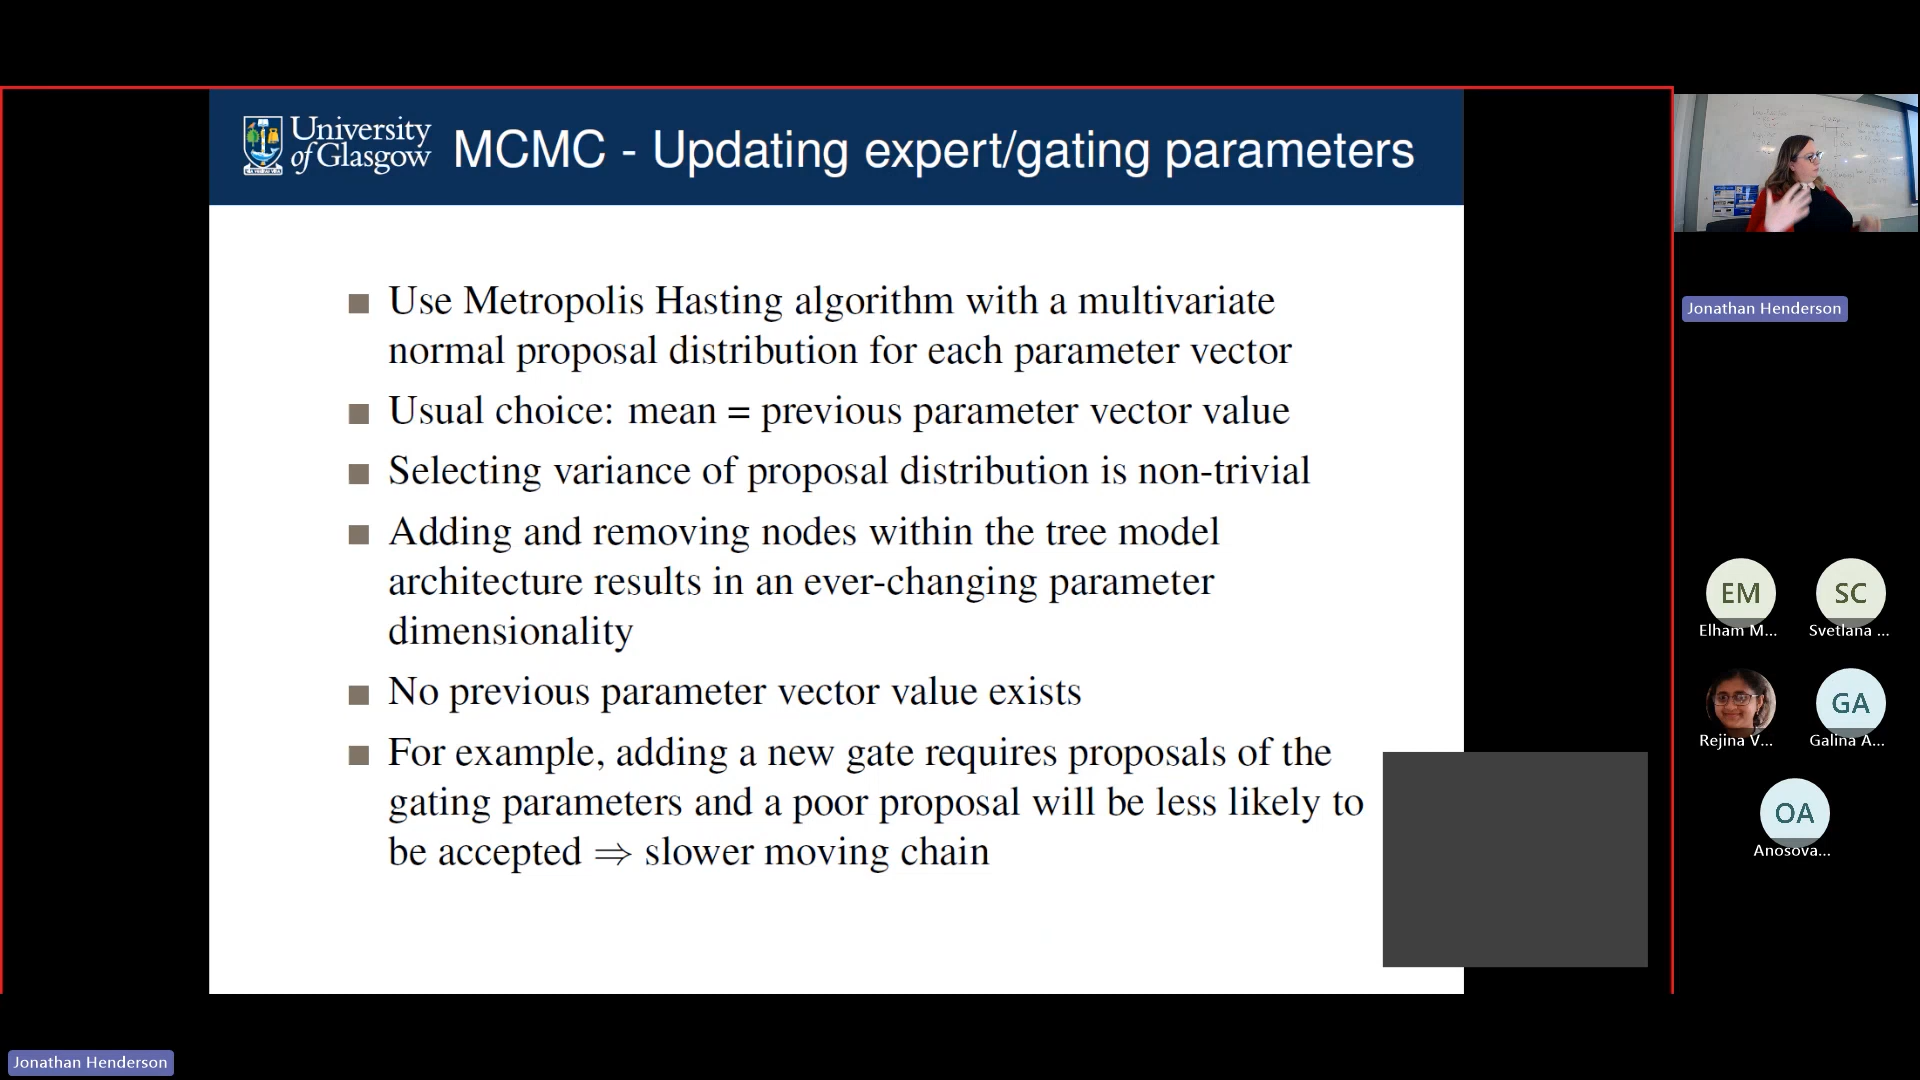 University
of Glasgow
MCMC - Updating expert/gating parameters
Use Metropolis Hasting algorithm with a multivariate
normal proposal distribution for each parameter vector
Usual choice: mean = previous parameter vector value
Selecting variance of proposal distribution is non-trivial
Adding and removing nodes within the tree model
architecture results in an ever-changing parameter
dimensionality
No previous parameter vector value exists
For example, adding a new gate requires proposals of the
gating parameters and a poor proposal will be less likely to
be accepted ⇒ slower moving chain
Jonathan Henderson
EM
SC
Elham M...
Svetlana ...
GA
Rejina V...
Galina A...
OA
Anosova...
Jonathan Henderson